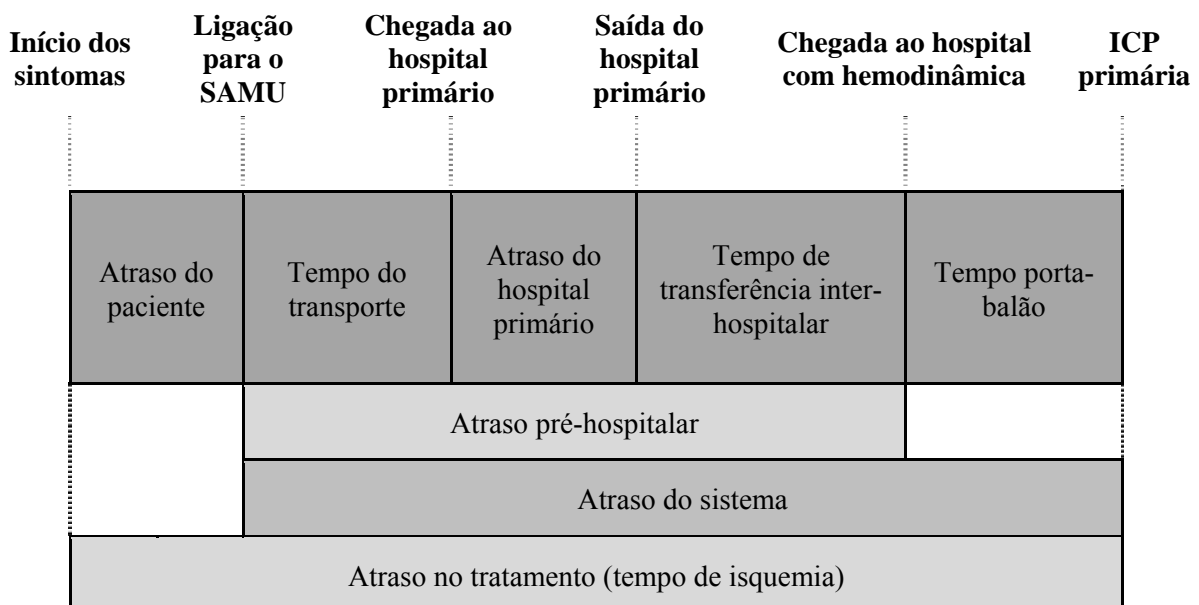 Início dos
sintomas
Ligação
para o
SAMU
Chegada ao
hospital
primário
Saída do
hospital
primário
Chegada ao hospital
com hemodinâmica
ICP
primária
Atraso do
paciente
Tempo do
transporte
Atraso do
hospital
primário
Tempo de
transferência inter-
hospitalar
Tempo porta-
balão
Atraso pré-hospitalar
Atraso do sistema
Atraso no tratamento (tempo de isquemia)